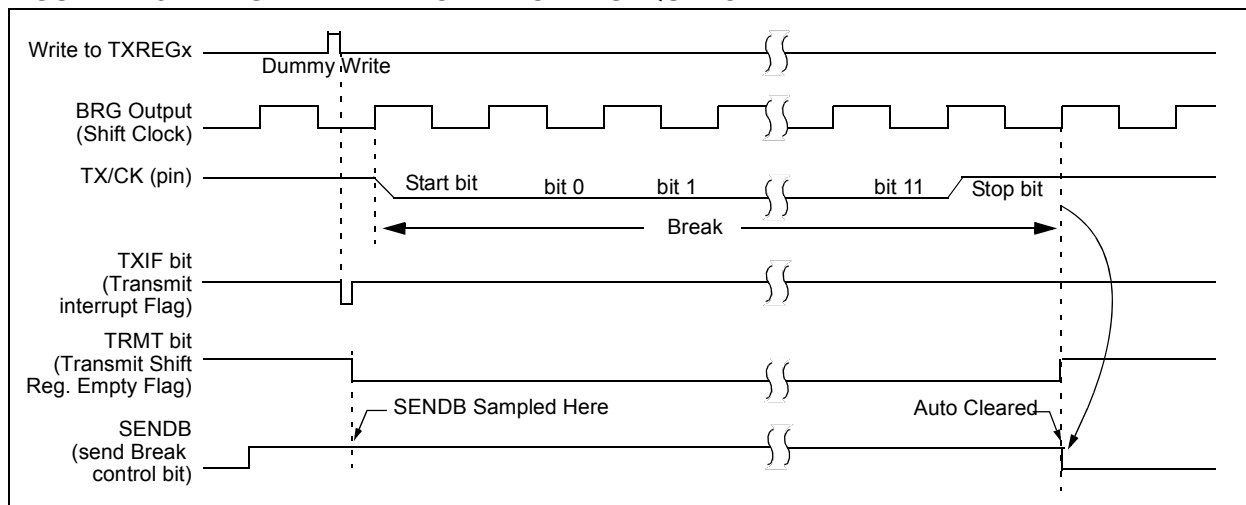 Write to TXREGx
Dummy Write
BRG Output
(Shift Clock)
TX/CK (pin)
Start bit
bit 0
bit 1
bit 11
Stop bit
Break
TXIF bit
(Transmit
interrupt Flag)
TRMT bit
(Transmit Shift
Reg. Empty Flag)
SENDB Sampled Here
Auto Cleared
SENDB
(send Break
control bit)